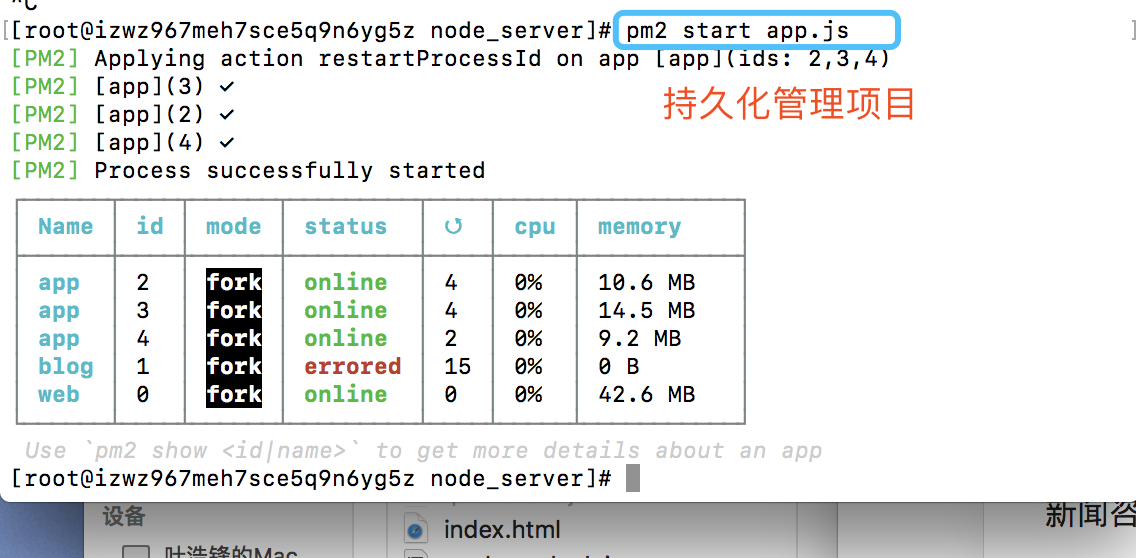 ^C
[[root@izwz967meh7sce5q9n6yg5z node_server]# pm2 start app.js ]
[PM2] Applying action restartProcessId on app [app](ids: 2,3,4)
[PM2] [app](3) ✓
持久化管理项目
[PM2] [app](2) ✓
[PM2] [app](4) ✓
[PM2] Process successfully started
Name id mode status ↺ cpu memory
app 2 fork online 4 0% 10.6 MB
app 3 fork online 4 0% 14.5 MB
app 4 fork online 2 0% 9.2 MB
blog 1 fork errored 15 0% 0 B
web 0 fork online 0 0% 42.6 MB
Use `pm2 show <id|name>` to get more details about an app
[root@izwz967meh7sce5q9n6yg5z node_server]#
设备
index.html
新闻咨
叶浩锋的Mac